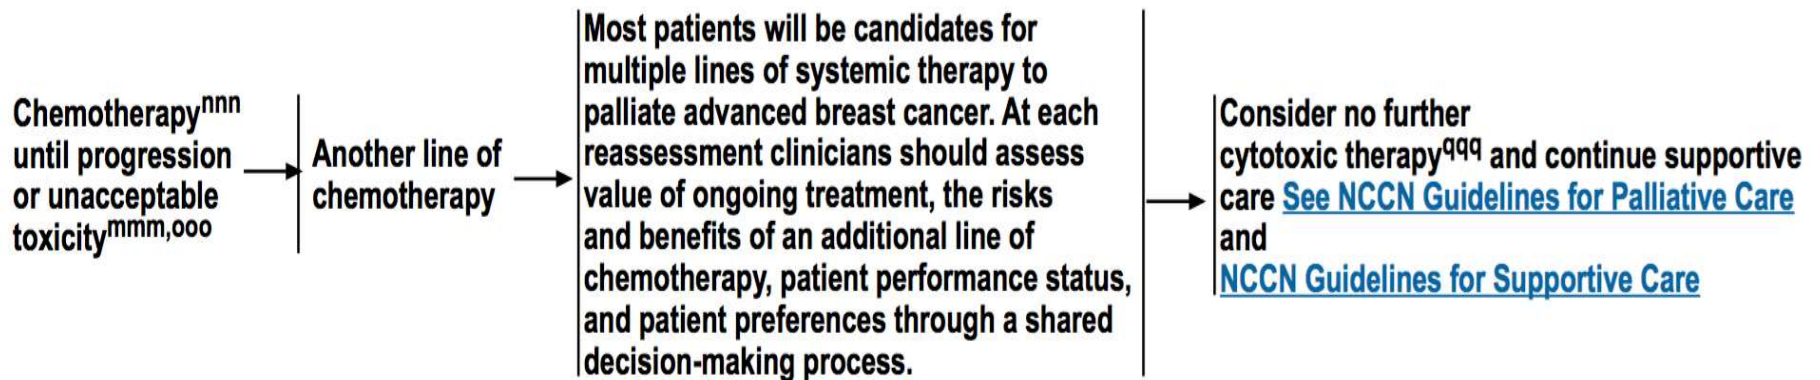 Chemotherapyⁿⁿⁿ
until progression
or unacceptable
toxicityᵐᵐᵐ,ᵒᵒᵒ
Another line of
chemotherapy
Most patients will be candidates for
multiple lines of systemic therapy to
palliate advanced breast cancer. At each
reassessment clinicians should assess
value of ongoing treatment, the risks
and benefits of an additional line of
chemotherapy, patient performance status,
and patient preferences through a shared
decision-making process.
Consider no further
cytotoxic therapyqqq and continue supportive
care See NCCN Guidelines for Palliative Care
and
NCCN Guidelines for Supportive Care